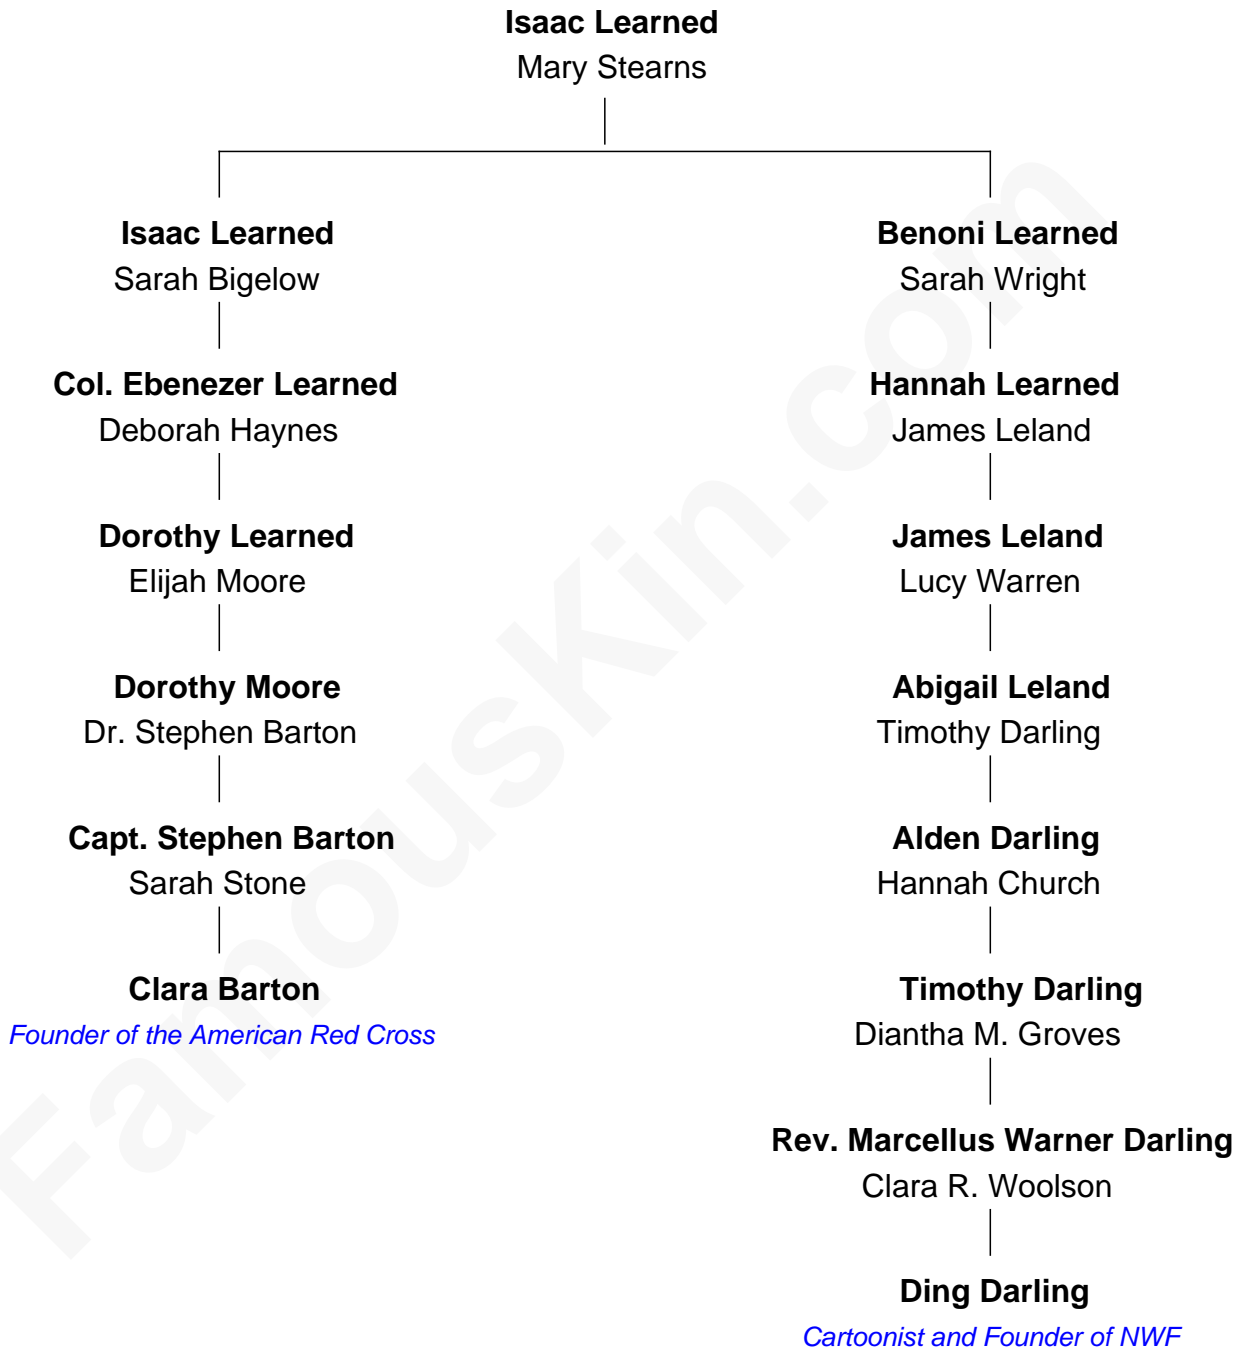 Isaac Learned
Mary Stearns
Isaac Learned
Sarah Bigelow
Benoni Learned
Sarah Wright
Col. Ebenezer Learned
Deborah Haynes
Hannah Learned
James Leland
Dorothy Learned
Elijah Moore
James Leland
Lucy Warren
Dorothy Moore
Dr. Stephen Barton
Abigail Leland
Timothy Darling
Capt. Stephen Barton
Sarah Stone
Alden Darling
Hannah Church
Clara Barton
Founder of the American Red Cross
Timothy Darling
Diantha M. Groves
Rev. Marcellus Warner Darling
Clara R. Woolson
Ding Darling
Cartoonist and Founder of NWF
FamousKin.com